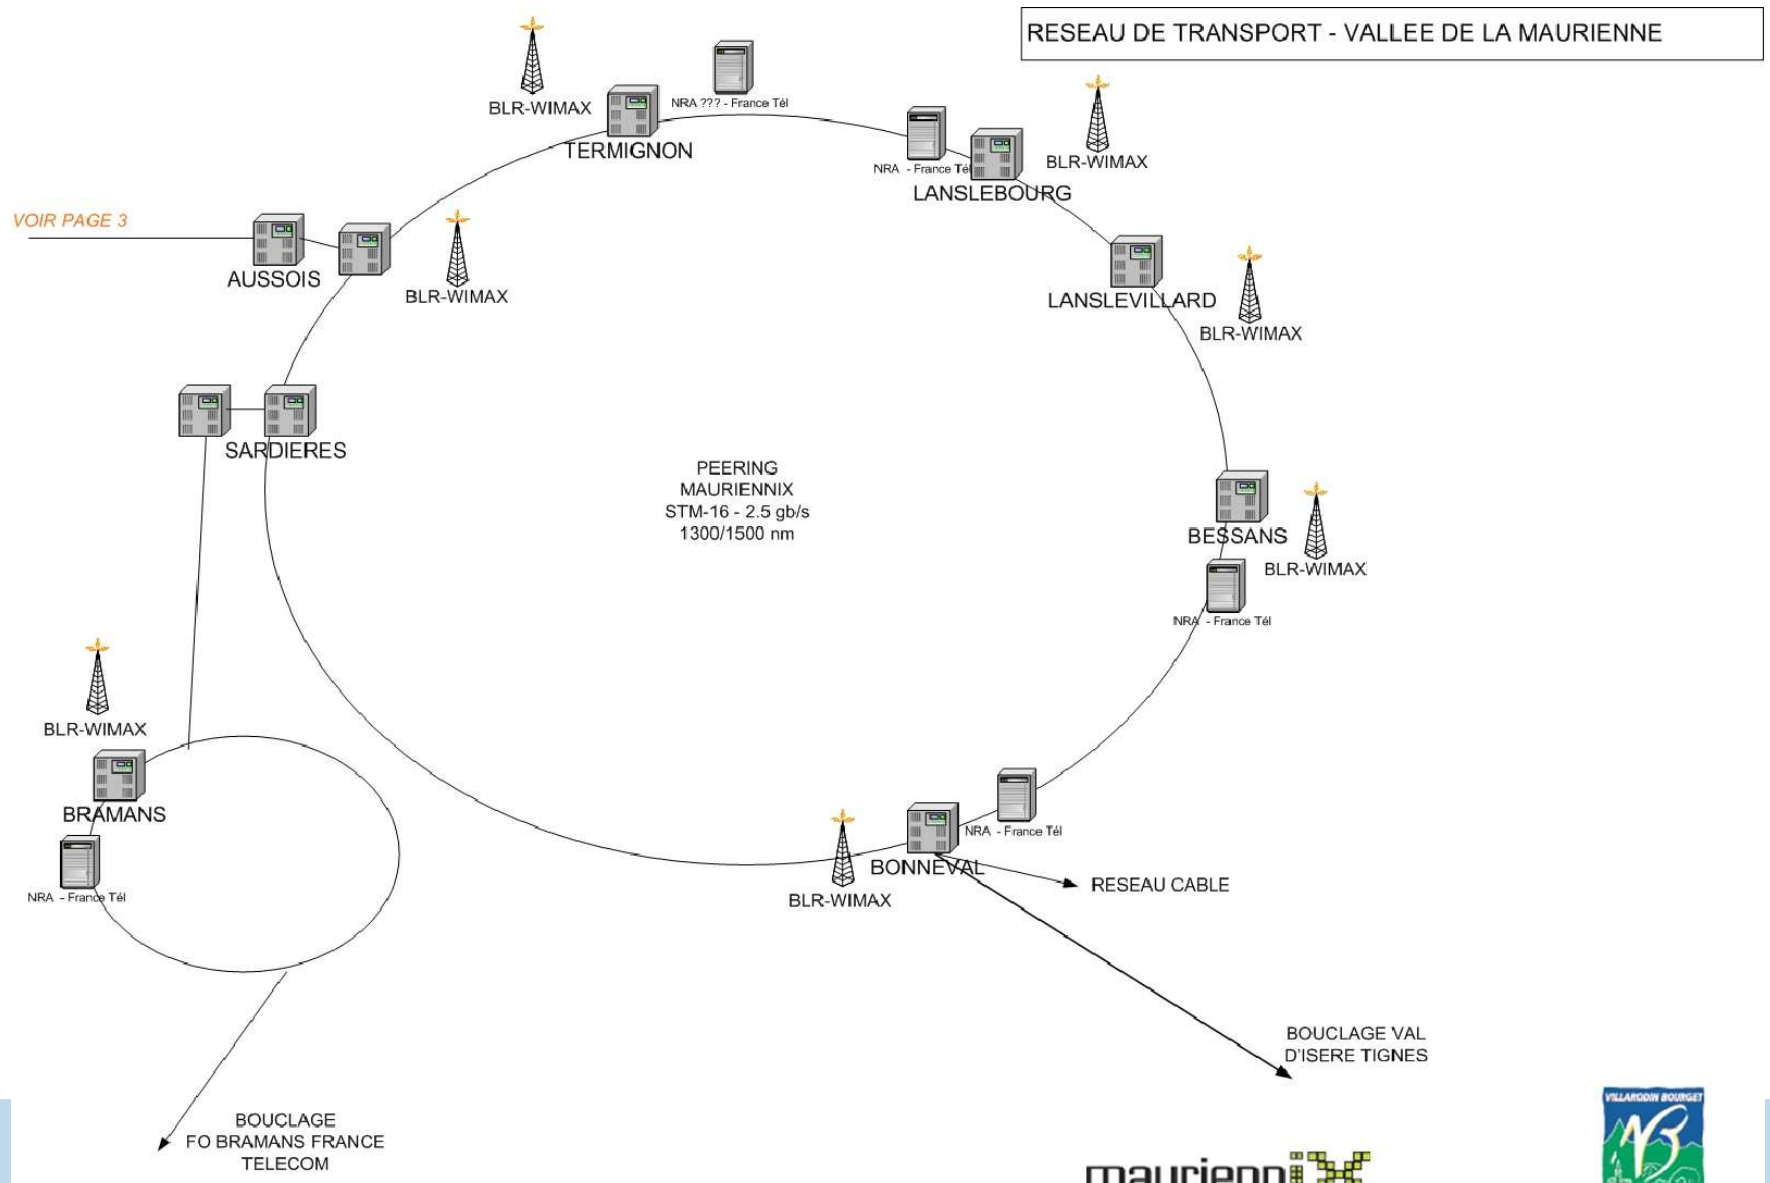 RESEAU DE TRANSPORT - VALLEE DE LA MAURIENNE
BLR-WIMAX
NRA ??? - France Tél
TERMIGNON
NRA - France Tél
LANSLEBOURG
BLR-WIMAX
VOIR PAGE 3
AUSSOIS
BLR-WIMAX
LANSLEVILLARD
BLR-WIMAX
SARDIERES
PEERING
MAURIENNIX
STM-16 - 2.5 gb/s
1300/1500 nm
BESSANS
BLR-WIMAX
NRA - France Tél
BLR-WIMAX
BRAMANS
NRA - France Tél
NRA - France Tél
BONNEVAL
BLR-WIMAX
RESEAU CABLE
BOUCLAGE VAL
D'ISERE TIGNES
BOUCLAGE
FO BRAMANS FRANCE
TELECOM
mauriennix
VILLARODIN BOURGET